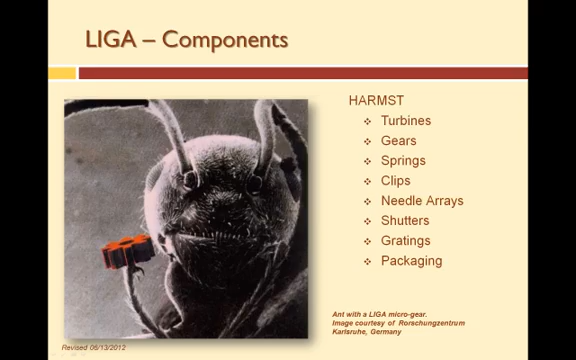 LIGA – Components
HARMST
Turbines
Gears
Springs
Clips
Needle Arrays
Shutters
Gratings
Packaging
Ant with a LIGA micro-gear.
Image courtesy of Rorschungzentrum
Karlsruhe, Germany
Revised 06/13/2012